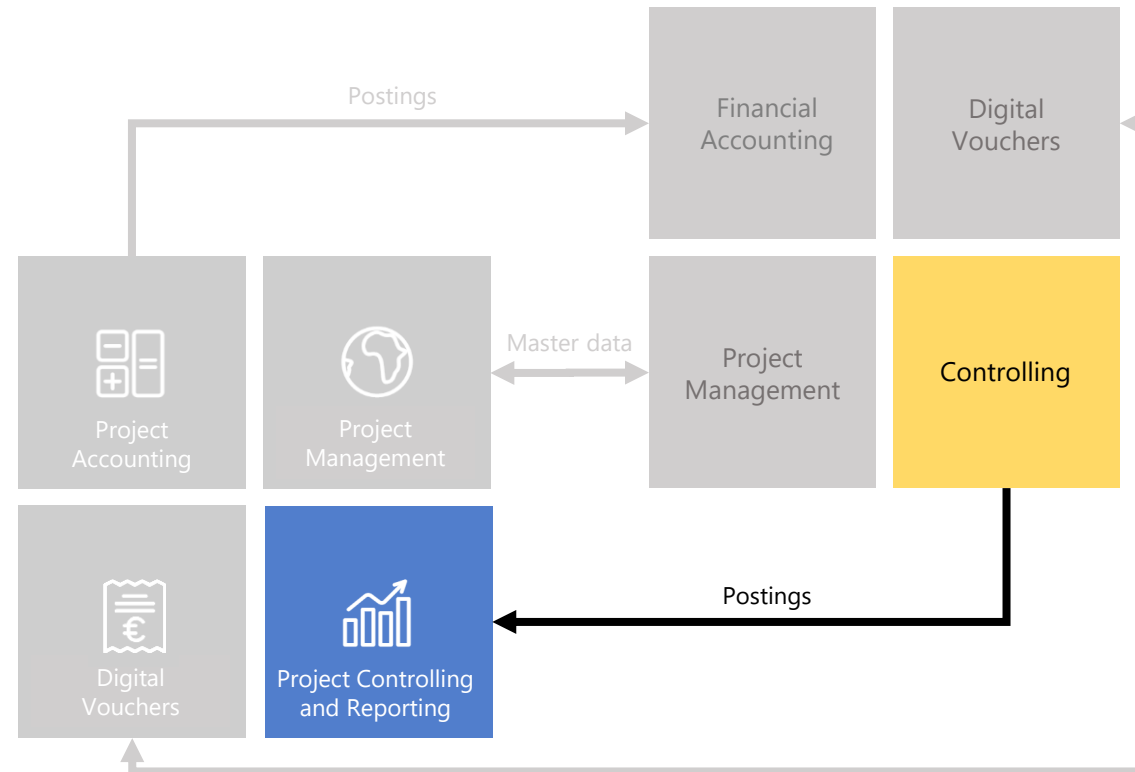 Postings
Financial
Accounting
Digital
Vouchers
Project
Accounting
Project
Management
Master data
Project
Management
Controlling
Postings
€
Digital
Vouchers
Project Controlling
and Reporting